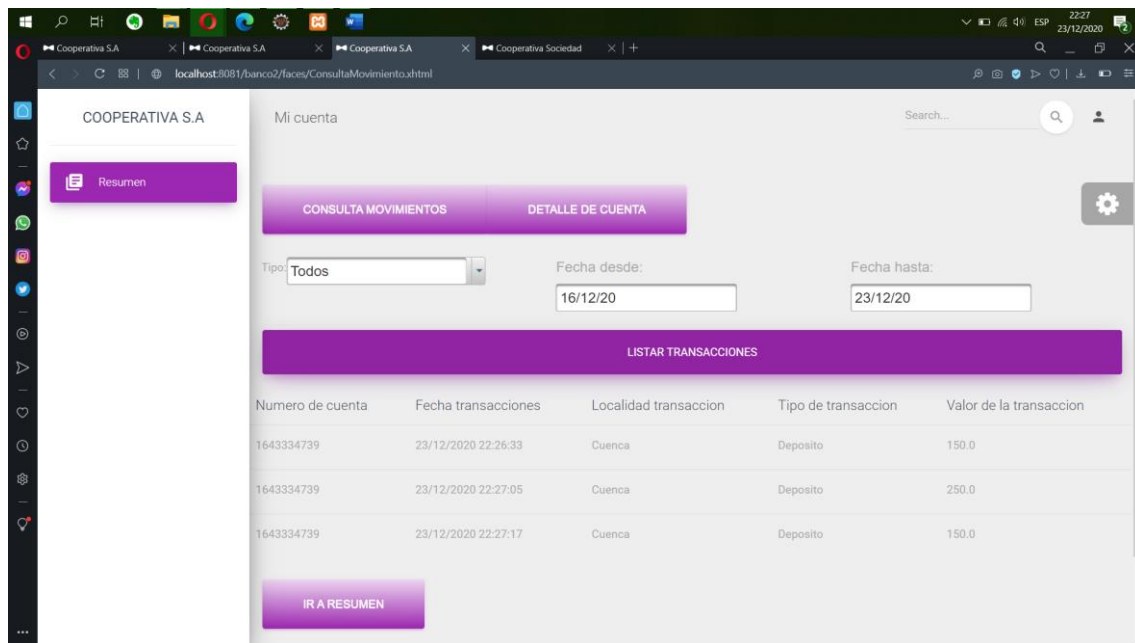 22:27
ESP
23/12/2020
2
Cooperativa S.A
Cooperativa S.A
Cooperativa S.A
Cooperativa Sociedad
localhost:8081/banco2/faces/ConsultaMovimiento.xhtml
COOPERATIVA S.A
Mi cuenta
Search...
Resumen
CONSULTA MOVIMIENTOS
DETALLE DE CUENTA
Tipo: Todos
Fecha desde:
Fecha hasta:
16/12/20
23/12/20
LISTAR TRANSACCIONES
Numero de cuenta Fecha transacciones Localidad transaccion Tipo de transaccion Valor de la transaccion
1643334739 23/12/2020 22:26:33 Cuenca Deposito 150.0
1643334739 23/12/2020 22:27:05 Cuenca Deposito 250.0
1643334739 23/12/2020 22:27:17 Cuenca Deposito 150.0
IR A RESUMEN